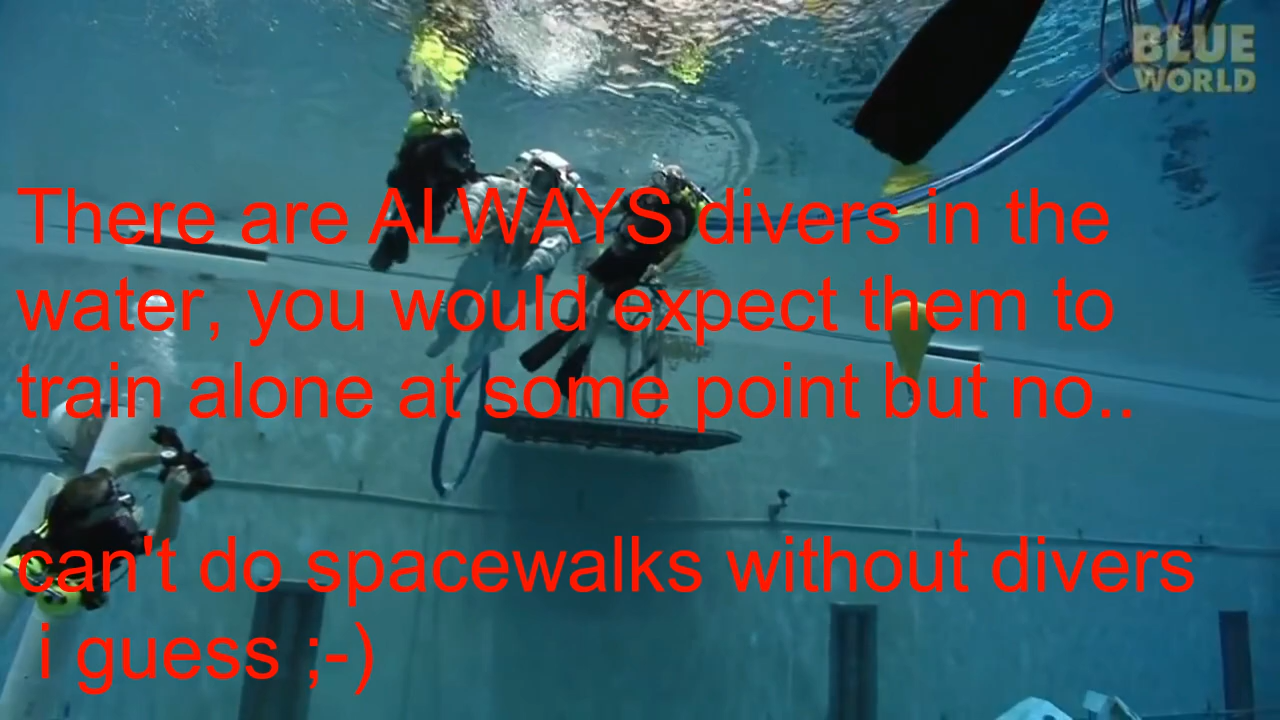 BLUE
WORLD
There are ALWAYS divers in the
water, you would expect them to
train alone at some point but no..
can't do spacewalks without divers
i guess ;-)